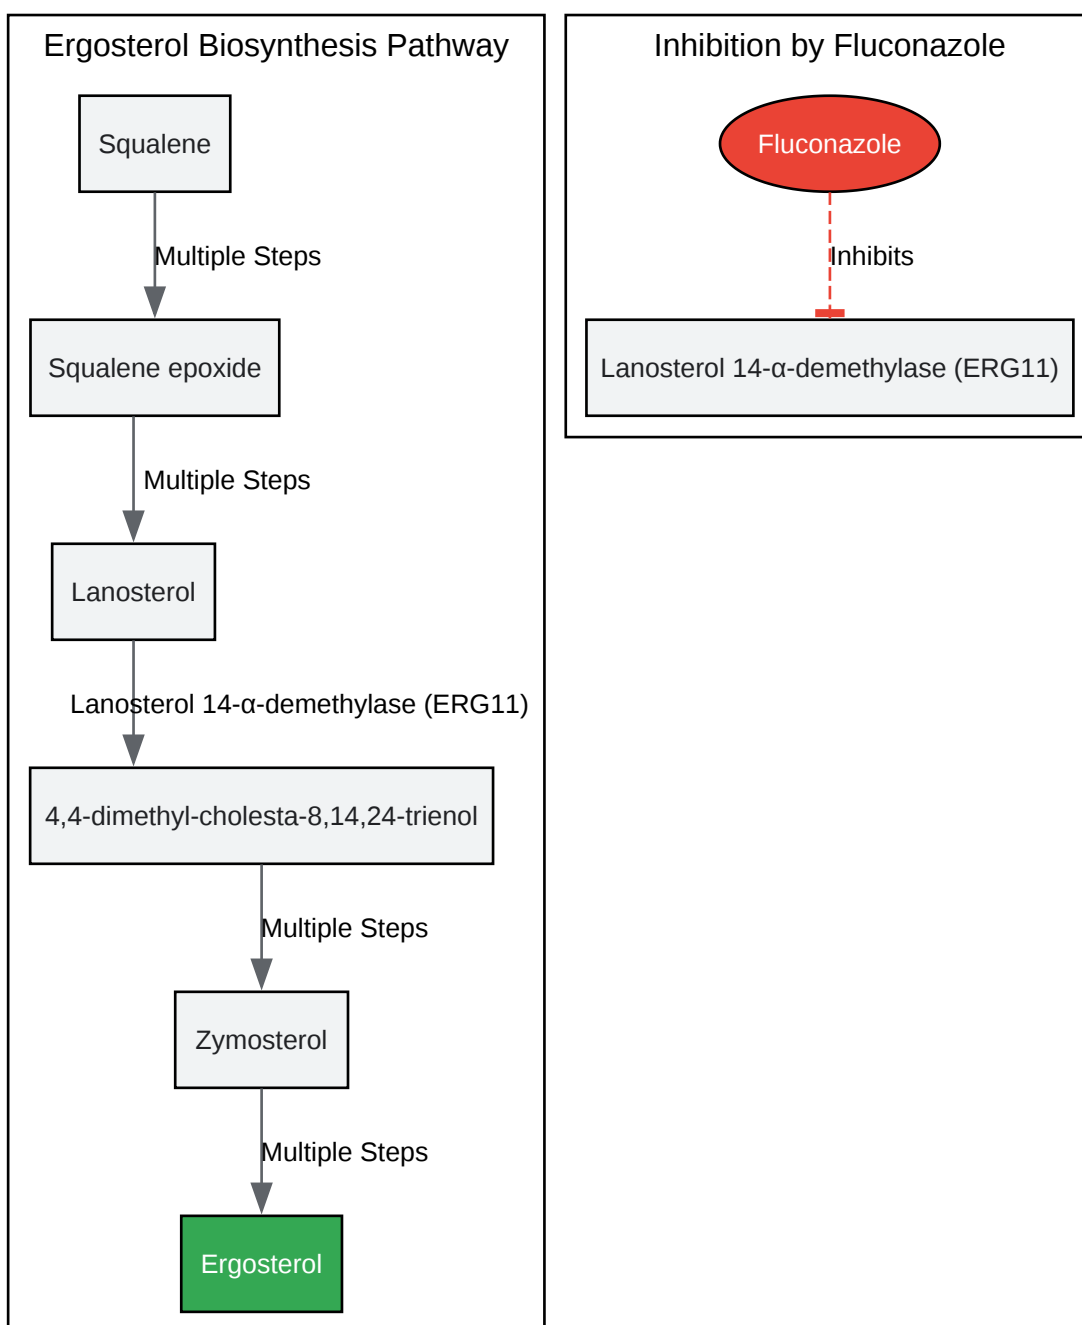 Ergosterol Biosynthesis Pathway
Squalene
Multiple Steps
Squalene epoxide
Multiple Steps
Lanosterol
Lanosterol 14-α-demethylase (ERG11)
4,4-dimethyl-cholesta-8,14,24-trienol
Multiple Steps
Zymosterol
Multiple Steps
Ergosterol
Inhibition by Fluconazole
Fluconazole
Inhibits
Lanosterol 14-α-demethylase (ERG11)